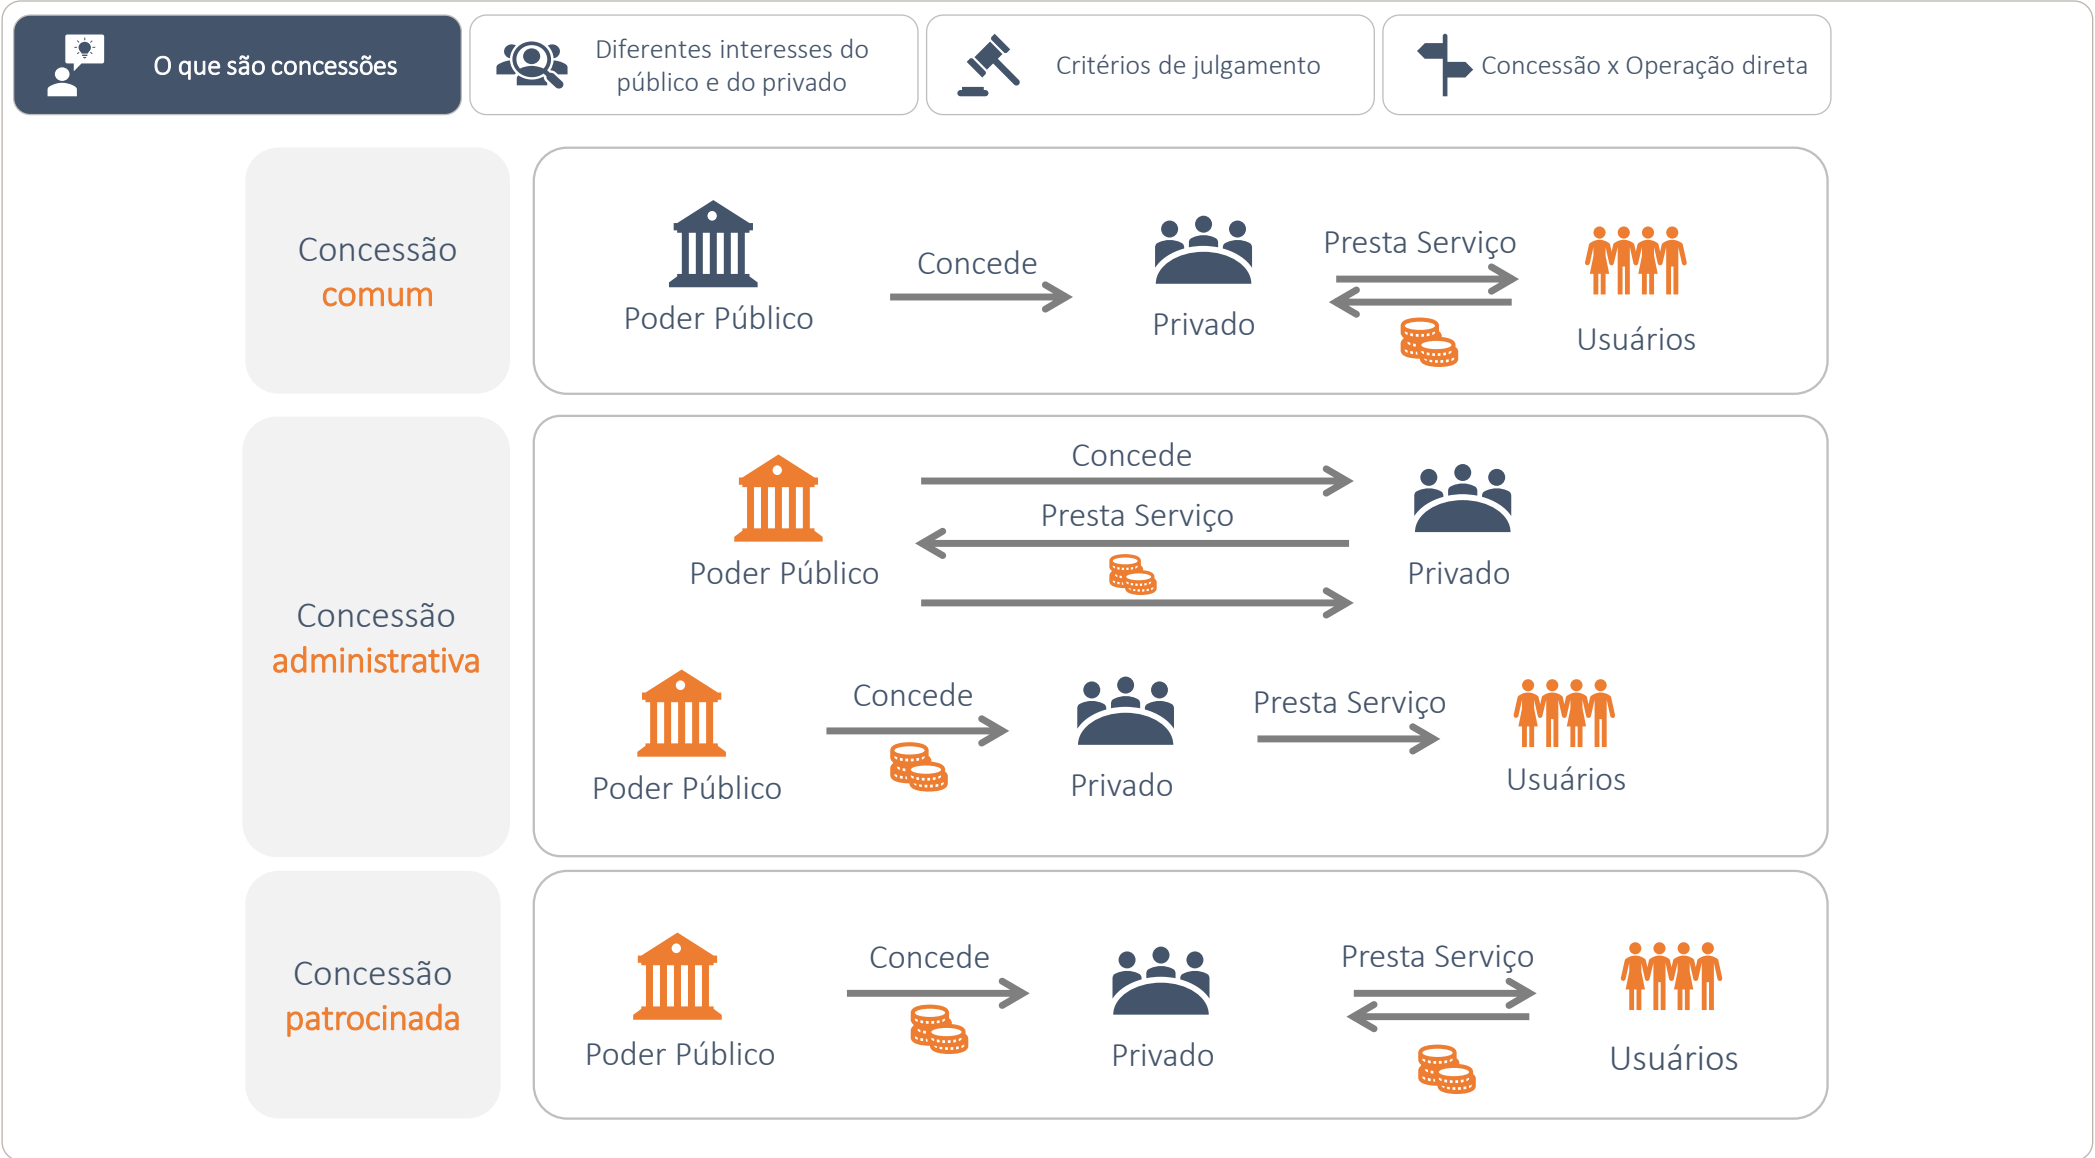 O que são concessões
Diferentes interesses do
público e do privado
Critérios de julgamento
Concessão x Operação direta
Concessão
comum
Poder Público
Concede
Privado
Presta Serviço
Usuários
Concessão
administrativa
Poder Público
Concede
Presta Serviço
Privado
Poder Público
Concede
Privado
Presta Serviço
Usuários
Concessão
patrocinada
Poder Público
Concede
Privado
Presta Serviço
Usuários